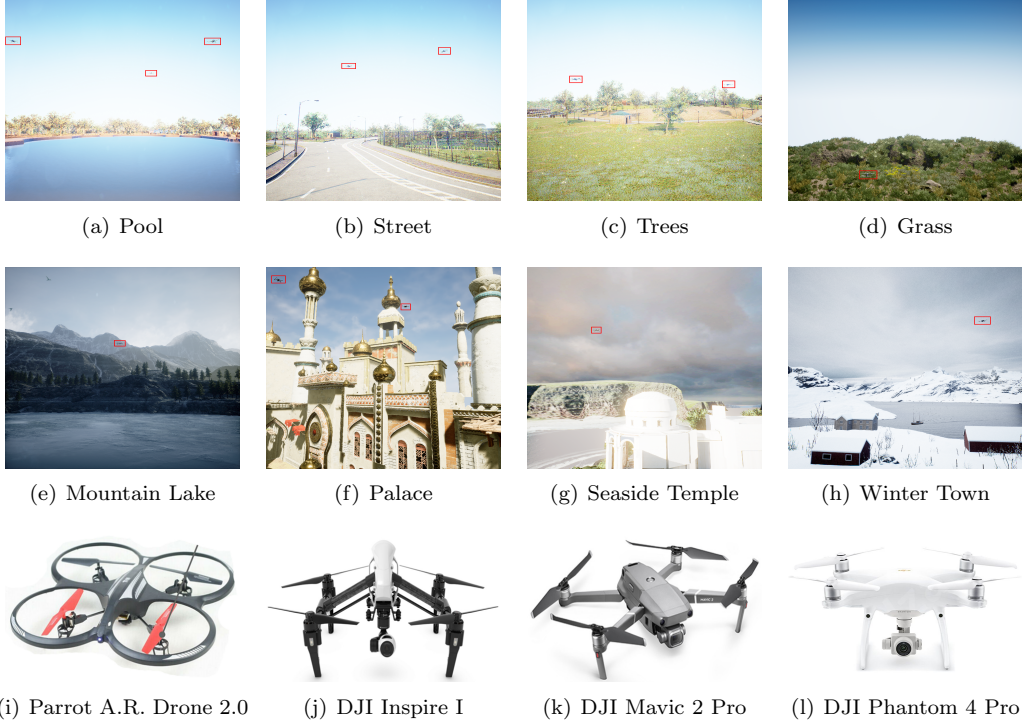 (a) Pool
(b) Street
(c) Trees
(d) Grass
(e) Mountain Lake
(f) Palace
(g) Seaside Temple
(h) Winter Town
(i) Parrot A.R. Drone 2.0
(j) DJI Inspire I
(k) DJI Mavic 2 Pro
(l) DJI Phantom 4 Pro